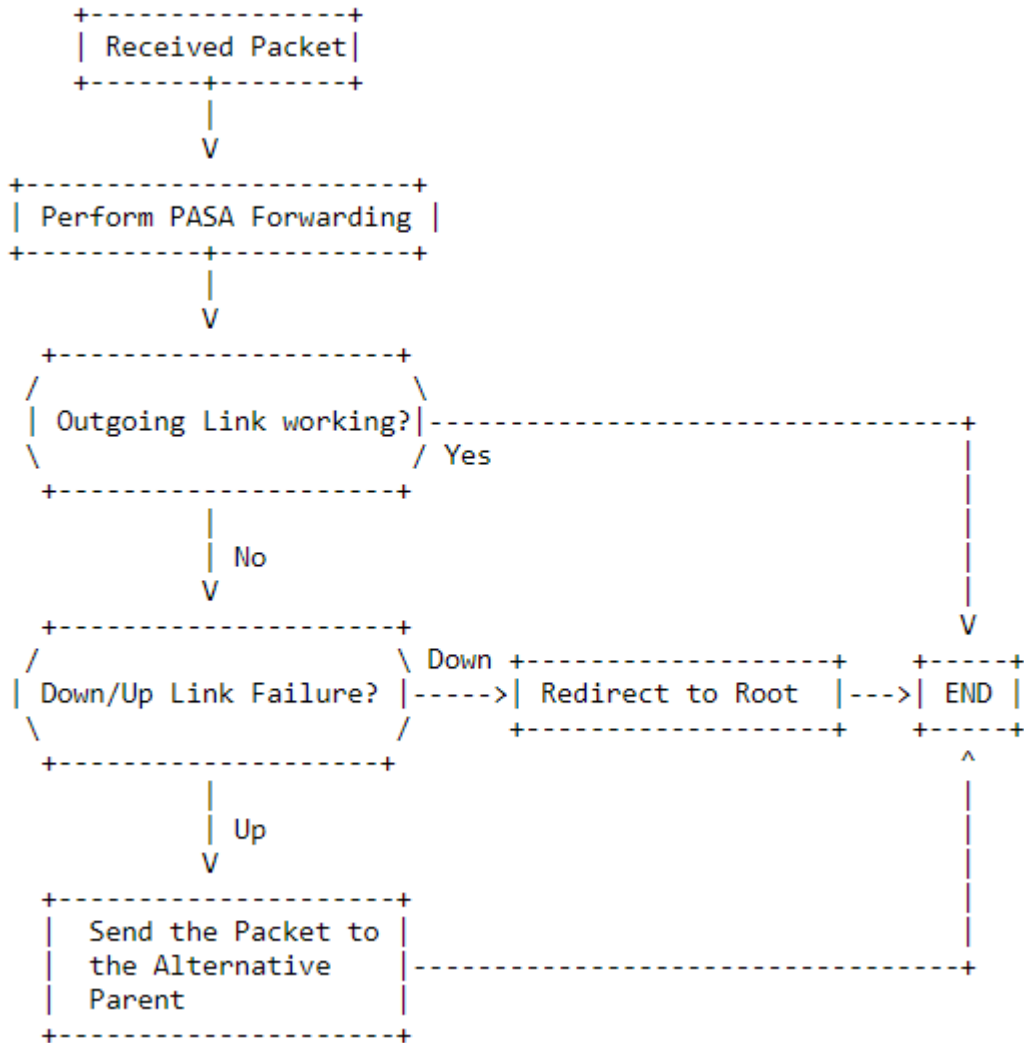 Received Packet
Perform PASA Forwarding
Outgoing Link working?
Yes
No
Down
Down/Up Link Failure?
Redirect to Root
END
Up
Send the Packet to
the Alternative
Parent